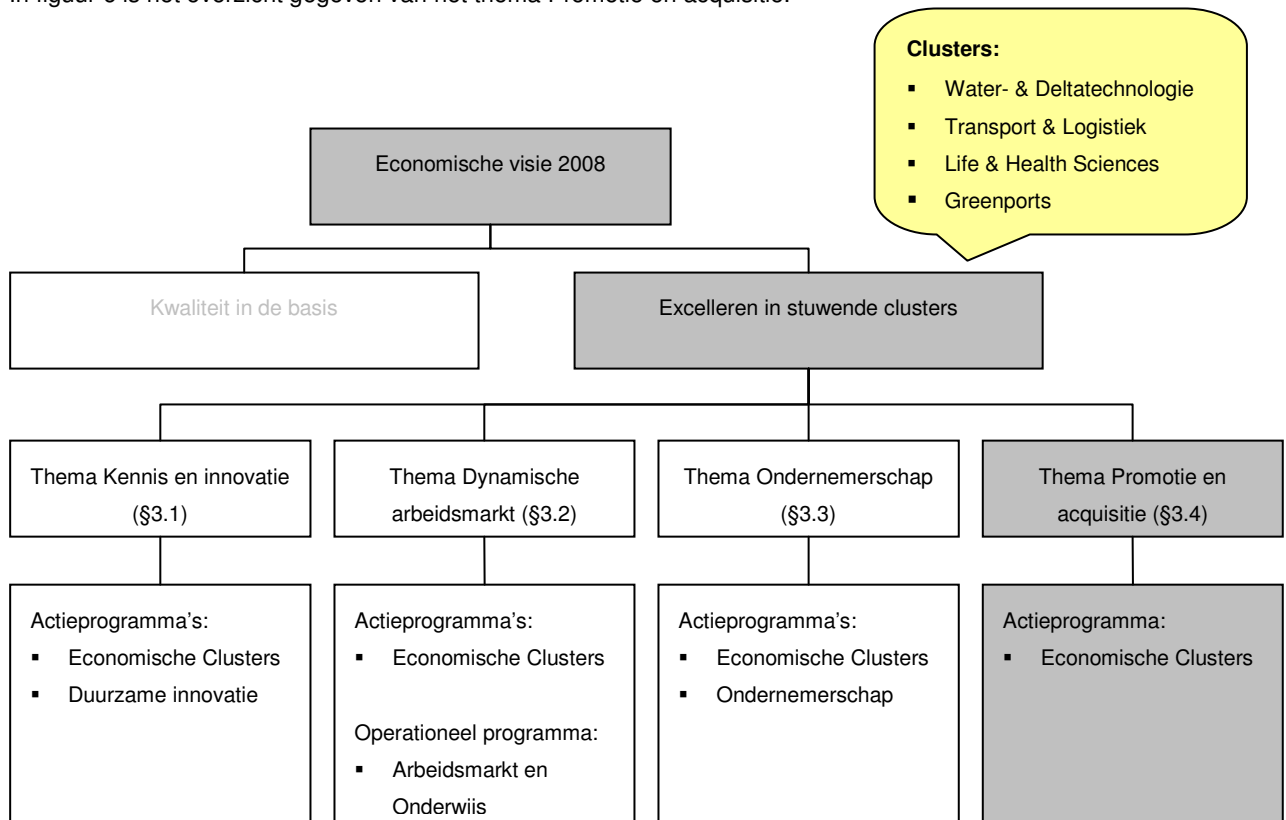 In figuur 6 is het overzicht gegeven van het thema Promotie en acquisitie.
Clusters:
▪ Water- & Deltatechnologie
▪ Transport & Logistiek
▪ Life & Health Sciences
▪ Greenports
Economische visie 2008
Kwaliteit in de basis
Excelleren in stuwende clusters
Thema Kennis en innovatie
(§3.1)
Thema Dynamische
arbeidsmarkt (§3.2)
Thema Ondernemerschap
(§3.3)
Thema Promotie en
acquisitie (§3.4)
Actieprogramma's:
▪ Economische Clusters
▪ Duurzame innovatie
Actieprogramma's:
▪ Economische Clusters
Operationeel programma:
▪ Arbeidsmarkt en
Onderwijs
Actieprogramma's:
▪ Economische Clusters
▪ Ondernemerschap
Actieprogramma:
▪ Economische Clusters